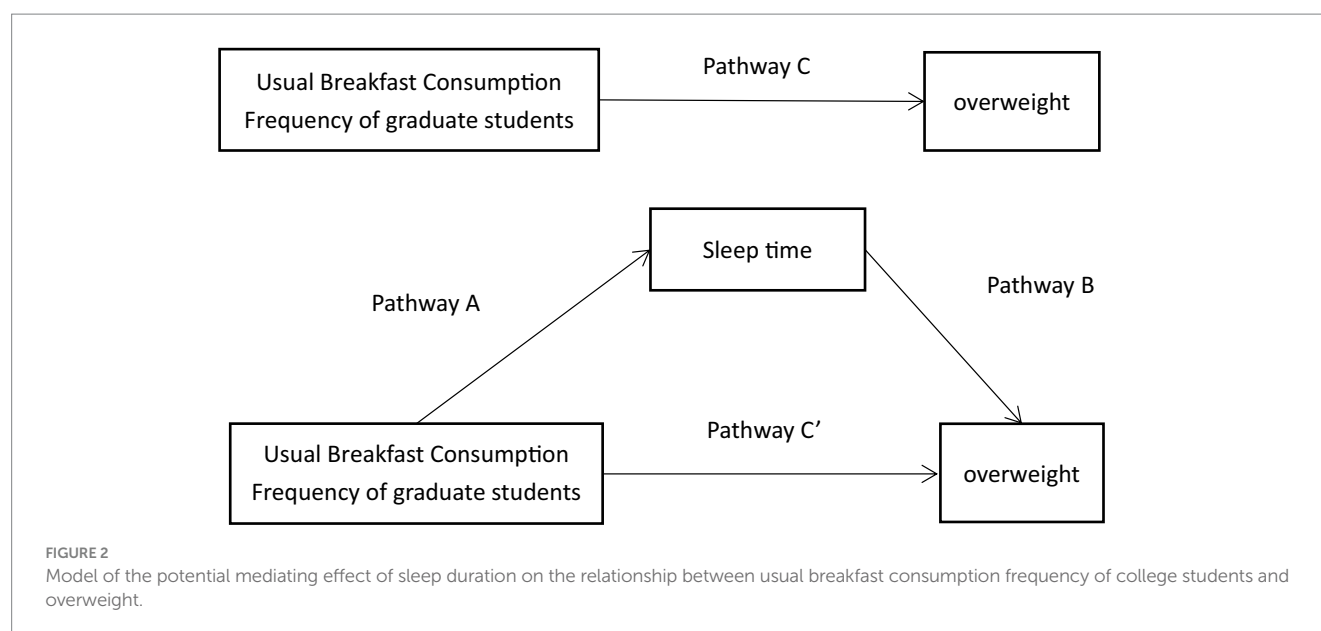 Pathway C
Usual Breakfast Consumption
Frequency of graduate students
overweight
Sleep time
Pathway A
Pathway B
Pathway C’
Usual Breakfast Consumption
Frequency of graduate students
overweight
FIGURE 2
Model of the potential mediating effect of sleep duration on the relationship between usual breakfast consumption frequency of college students and
overweight.